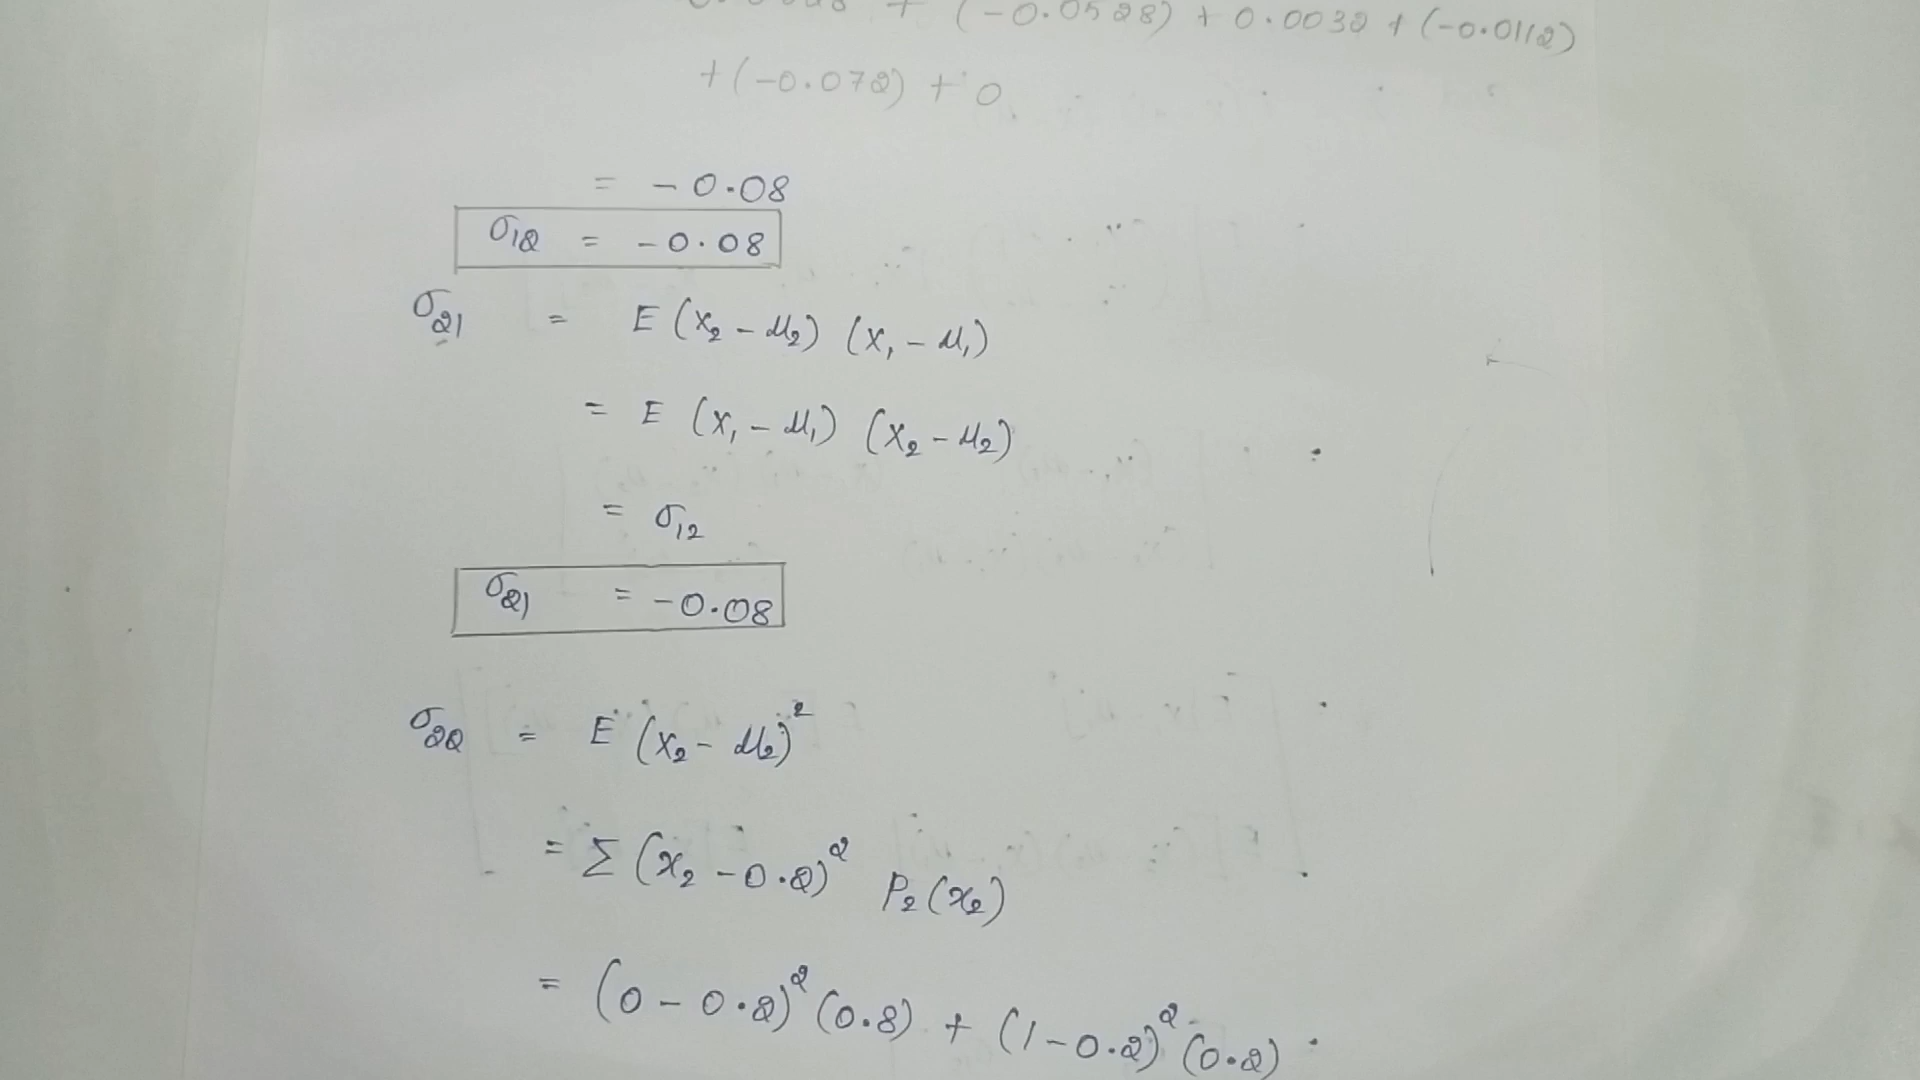 + (-0.0528) + 0.0032 + (-0.0112)
+ (-0.072) + 0
= - 0.08
σ12 = - 0.08
σ21 = E (X2 - μ2) (X1 - μ1)
= E (X1 - μ1) (X2 - μ2)
= σ12
σ21 = - 0.08
σ22 = E (X2 - μ2)²
= Σ (x2 - 0.2)² P2 (x2)
= (0 - 0.2)² (0.8) + (1 - 0.2)² (0.2)